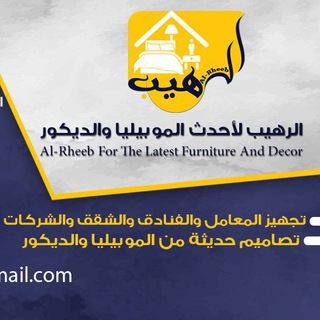 الرهيب
Al-Rheeb
الرهيب لأحدث الموبيليا والديكور
Al-Rheeb For The Latest Furniture And Decor
تجهيز المعامل والفنادق والشقق والشركات
تصاميم حديثة من الموبيليا والديكور
mail.com